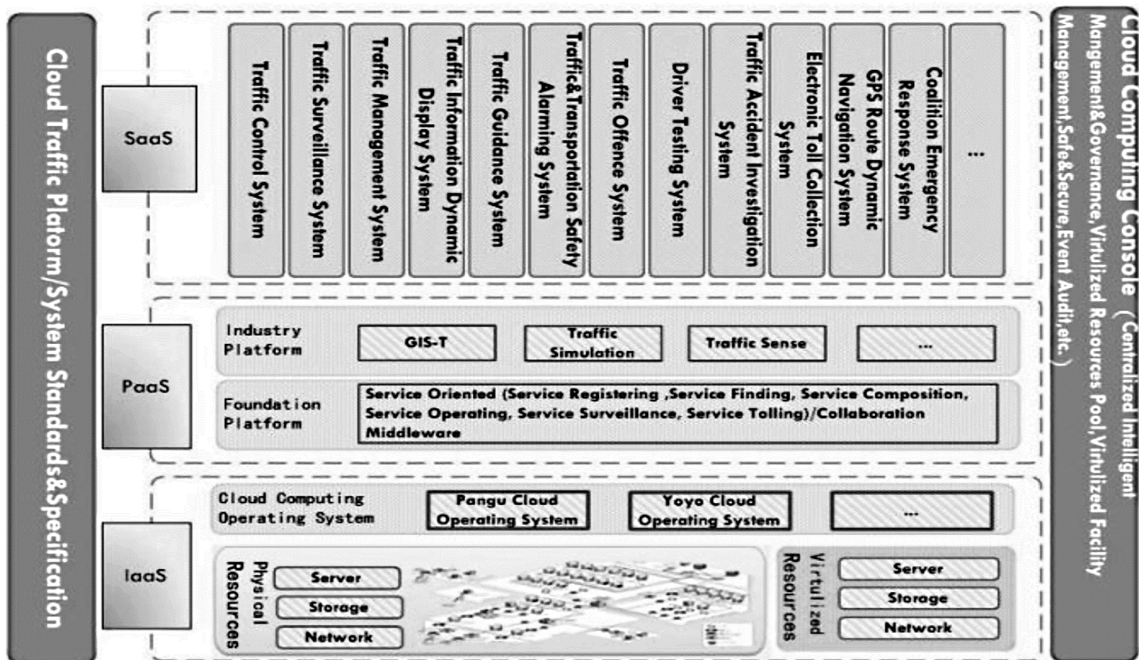 Cloud Traffic Platorm/System Standards&Specification
SaaS
Traffic Control System
Traffic Surveillance System
Traffic Management System
Traffic Information Dynamic
Display System
Traffic Guidance System
Traffic&Transportation Safety
Alarming System
Traffic Offence System
Driver Testing System
Traffic Accident Investigation
System
Electronic Toll Collection
System
GPS Route Dynamic
Navigation System
Coalition Emergency
Response System
...
PaaS
Industry
Platform
GIS-T
Traffic
Simulation
Traffic Sense
...
Foundation
Platform
Service Oriented (Service Registering ,Service Finding, Service Composition,
Service Operating, Service Surveillance, Service Tolling)/Collaboration
Middleware
IaaS
Cloud Computing
Operating System
Pangu Cloud
Operating System
Yoyo Cloud
Operating System
...
Physical
Resources
Server
Storage
Network
Virtulized
Resources
Server
Storage
Network
Cloud Computing Console (Centralized Intelligent
Mangement&Governance,Virtulized Resources Pool,Virtulized Facility
Management,Safe&Secure,Event Audit,etc.)